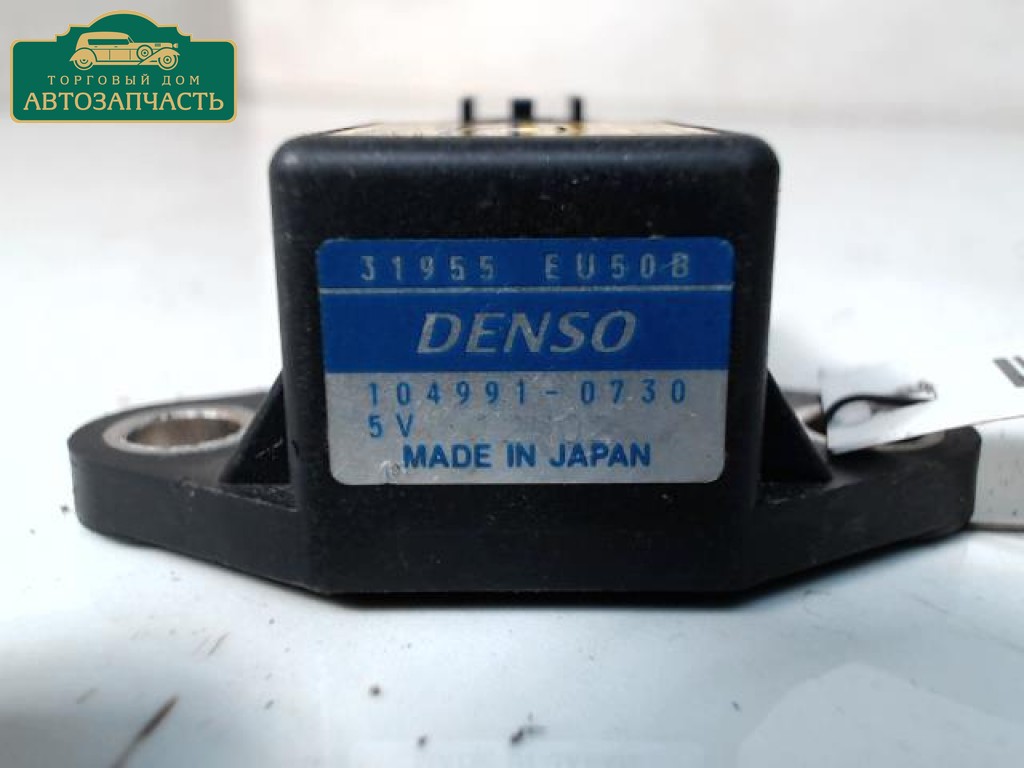 ТОРГОВЫЙ ДОМ
АВТОЗАПЧАСТЬ
31955 EU50B
DENSO
104991-0730
5V
MADE IN JAPAN